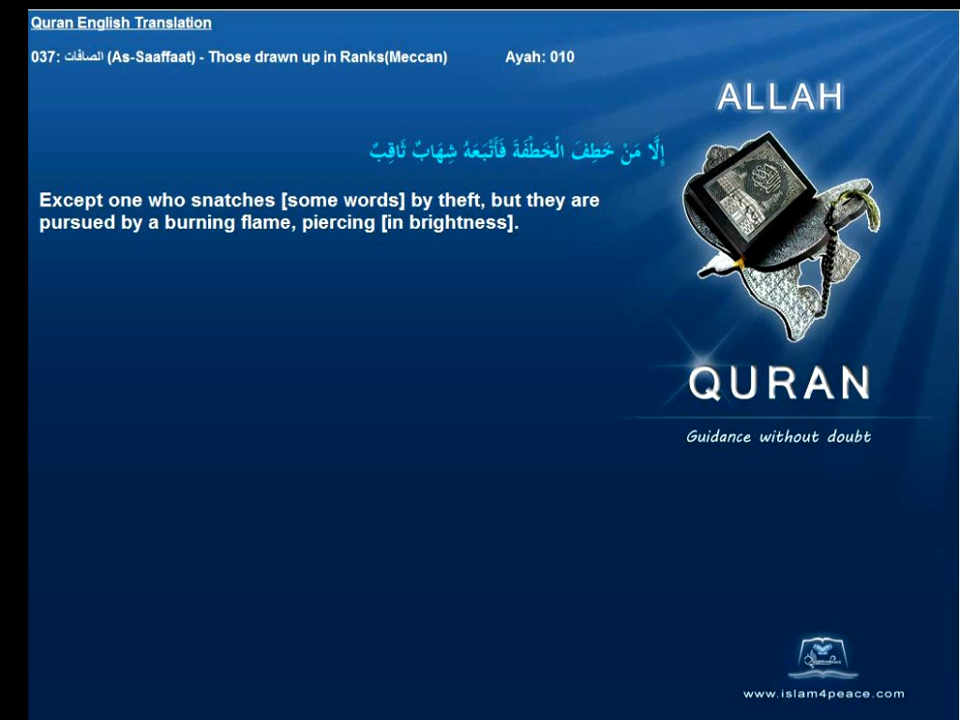 Quran English Translation
037: الصافات (As-Saaffaat) - Those drawn up in Ranks(Meccan) Ayah: 010
ALLAH
إِلَّا مَنْ خَطِفَ الْخَطْفَةَ فَأَتْبَعَهُ شِهَابٌ ثَاقِبٌ
Except one who snatches [some words] by theft, but they are
pursued by a burning flame, piercing [in brightness].
QURAN
Guidance without doubt
www.islam4peace.com